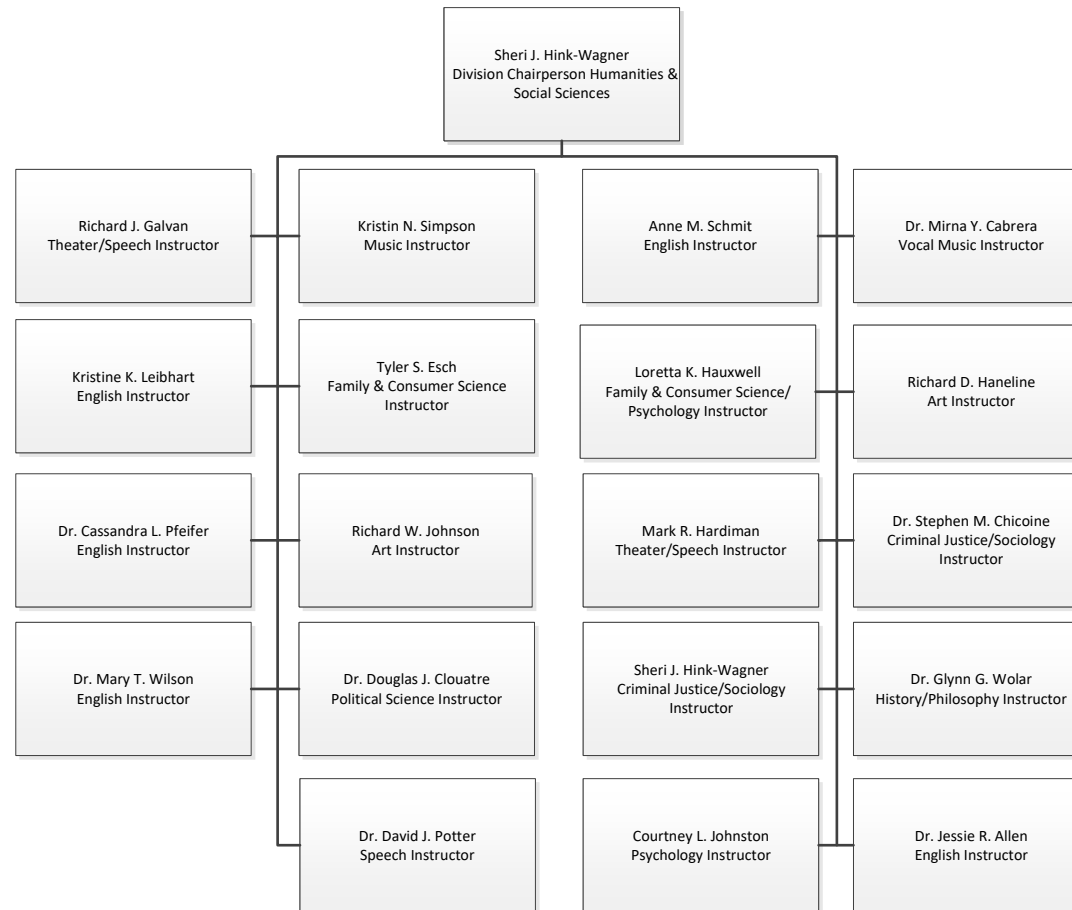 Sheri J. Hink-Wagner
Division Chairperson Humanities &
Social Sciences
Richard J. Galvan
Theater/Speech Instructor
Kristin N. Simpson
Music Instructor
Anne M. Schmit
English Instructor
Dr. Mirna Y. Cabrera
Vocal Music Instructor
Kristine K. Leibhart
English Instructor
Tyler S. Esch
Family & Consumer Science
Instructor
Loretta K. Hauxwell
Family & Consumer Science/
Psychology Instructor
Richard D. Haneline
Art Instructor
Dr. Cassandra L. Pfeifer
English Instructor
Richard W. Johnson
Art Instructor
Mark R. Hardiman
Theater/Speech Instructor
Dr. Stephen M. Chicoine
Criminal Justice/Sociology
Instructor
Dr. Mary T. Wilson
English Instructor
Dr. Douglas J. Clouatre
Political Science Instructor
Sheri J. Hink-Wagner
Criminal Justice/Sociology
Instructor
Dr. Glynn G. Wolar
History/Philosophy Instructor
Dr. David J. Potter
Speech Instructor
Courtney L. Johnston
Psychology Instructor
Dr. Jessie R. Allen
English Instructor